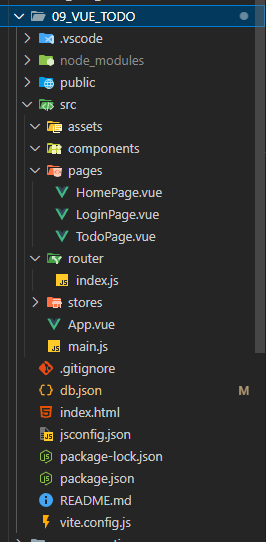 09_VUE_TODO
.vscode
node_modules
public
src
assets
components
pages
HomePage.vue
LoginPage.vue
TodoPage.vue
router
JS index.js
stores
App.vue
JS main.js
.gitignore
db.json M
index.html
jsconfig.json
package-lock.json
package.json
README.md
vite.config.js